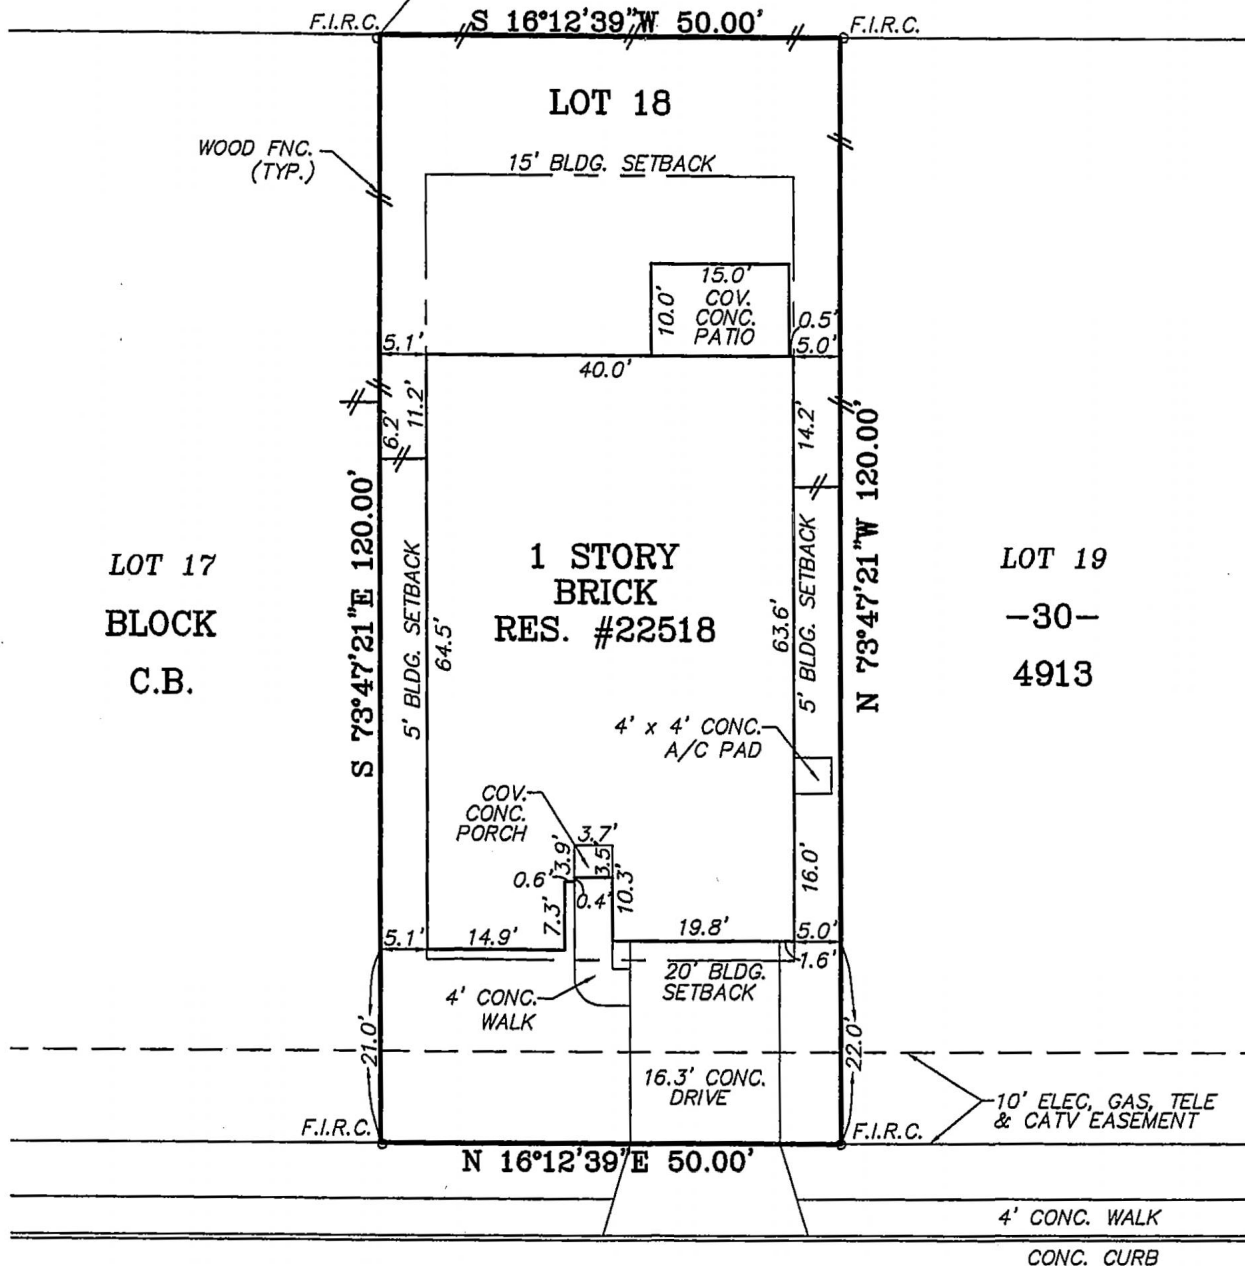 F.I.R.C.
S 16°12'39"W 50.00'
F.I.R.C.
LOT 18
WOOD FNC.
(TYP.)
15' BLDG. SETBACK
15.0'
COV.
CONC.
PATIO
10.0'
0.5'
5.1'
5.0'
40.0'
6.2'
11.2'
14.2'
S 73°47'21"E 120.00'
N 73°47'21"W 120.00'
5' BLDG. SETBACK
64.5'
63.6'
5' BLDG. SETBACK
LOT 17
BLOCK
C.B.
1 STORY
BRICK
RES. #22518
LOT 19
-30-
4913
4' x 4' CONC.
A/C PAD
COV.
CONC.
PORCH
3.7'
3.9'
3.5'
0.6'
0.4'
10.3'
7.3'
16.0'
5.1'
14.9'
19.8'
5.0'
1.6'
20' BLDG.
SETBACK
4' CONC.
WALK
21.0'
22.0'
16.3' CONC.
DRIVE
10' ELEC, GAS, TELE
& CATV EASEMENT
F.I.R.C.
N 16°12'39"E 50.00'
F.I.R.C.
4' CONC. WALK
CONC. CURB